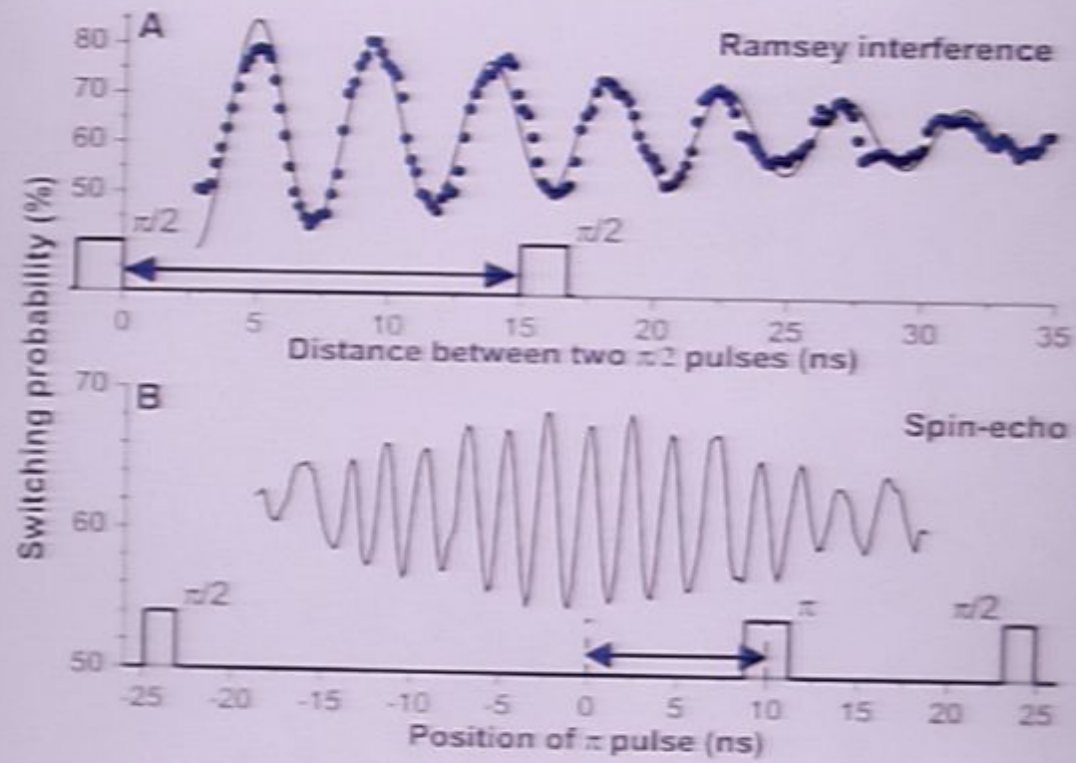 A
Ramsey interference
80
70
60
50
π/2
π/2
0 5 10 15 20 25 30 35
Distance between two π2 pulses (ns)
Switching probability (%)
70
B
Spin-echo
60
π/2
π
π/2
50
-25 -20 -15 -10 -5 0 5 10 15 20 25
Position of π pulse (ns)